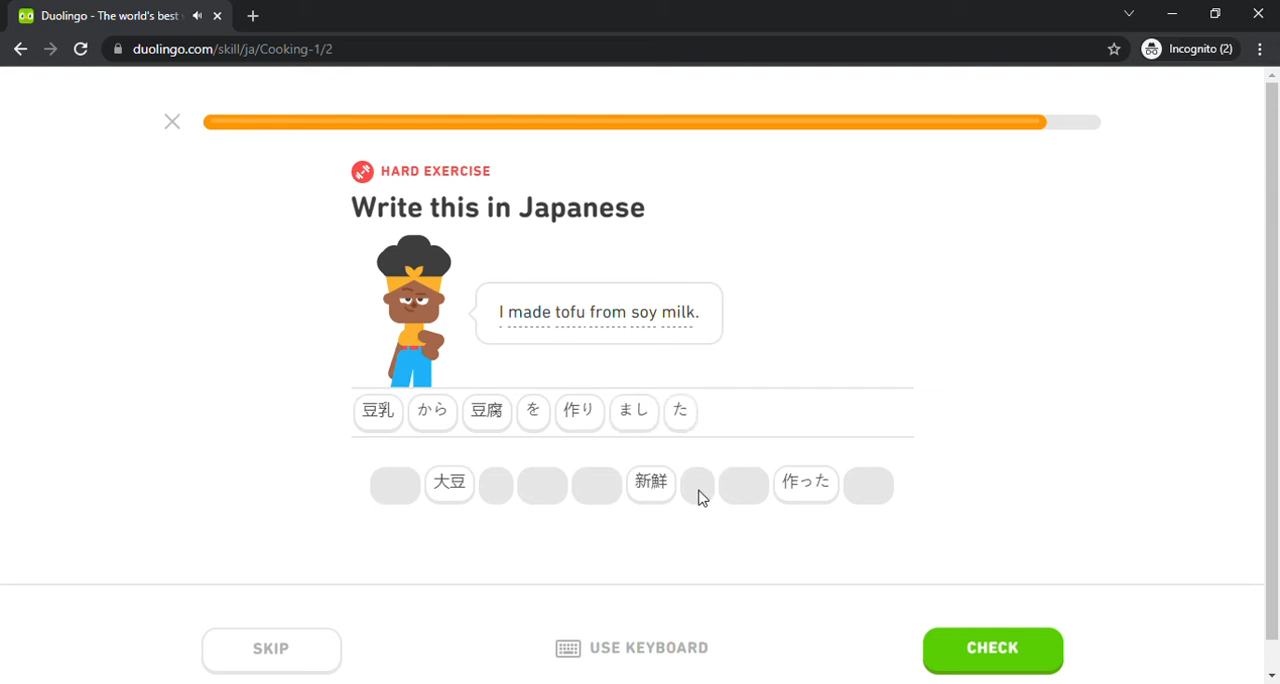 Duolingo - The world's best
duolingo.com/skill/ja/Cooking-1/2
Incognito (2)
HARD EXERCISE
Write this in Japanese
I made tofu from soy milk.
豆乳 から 豆腐 を 作り まし た
大豆 新鮮 作った
SKIP
USE KEYBOARD
CHECK